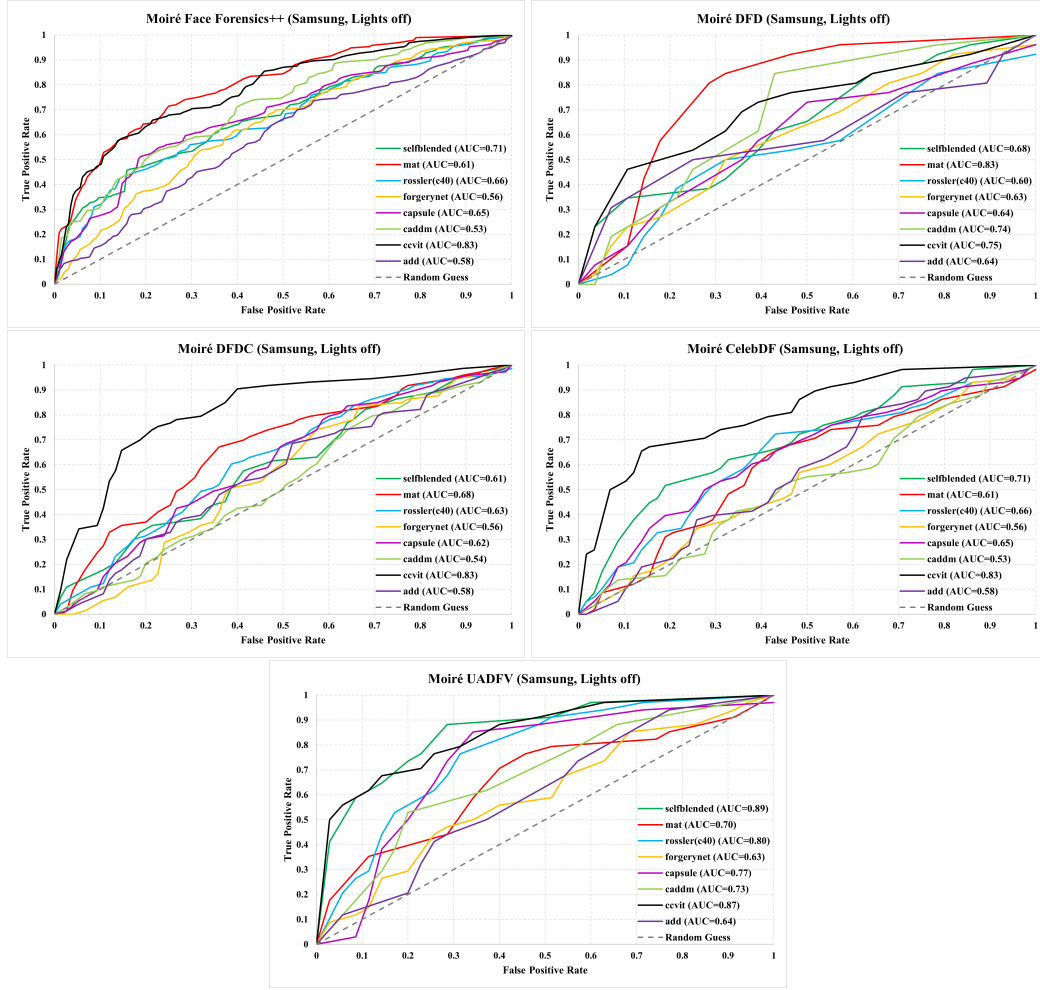 Moiré Face Forensics++ (Samsung, Lights off)
True Positive Rate
1
0.9
0.8
0.7
0.6
0.5
0.4
0.3
0.2
0.1
0
selfblended (AUC=0.71)
mat (AUC=0.61)
rossler(c40) (AUC=0.66)
forgerynet (AUC=0.56)
capsule (AUC=0.65)
caddm (AUC=0.53)
ccvit (AUC=0.83)
add (AUC=0.58)
Random Guess
0 0.1 0.2 0.3 0.4 0.5 0.6 0.7 0.8 0.9 1
False Positive Rate
Moiré DFD (Samsung, Lights off)
True Positive Rate
1
0.9
0.8
0.7
0.6
0.5
0.4
0.3
0.2
0.1
0
selfblended (AUC=0.68)
mat (AUC=0.83)
rossler(c40) (AUC=0.60)
forgerynet (AUC=0.63)
capsule (AUC=0.64)
caddm (AUC=0.74)
ccvit (AUC=0.75)
add (AUC=0.64)
Random Guess
0 0.1 0.2 0.3 0.4 0.5 0.6 0.7 0.8 0.9 1
False Positive Rate
Moiré DFDC (Samsung, Lights off)
True Positive Rate
1
0.9
0.8
0.7
0.6
0.5
0.4
0.3
0.2
0.1
0
selfblended (AUC=0.61)
mat (AUC=0.68)
rossler(c40) (AUC=0.63)
forgerynet (AUC=0.56)
capsule (AUC=0.62)
caddm (AUC=0.54)
ccvit (AUC=0.83)
add (AUC=0.58)
Random Guess
0 0.1 0.2 0.3 0.4 0.5 0.6 0.7 0.8 0.9 1
False Positive Rate
Moiré CelebDF (Samsung, Lights off)
True Positive Rate
1
0.9
0.8
0.7
0.6
0.5
0.4
0.3
0.2
0.1
0
selfblended (AUC=0.71)
mat (AUC=0.61)
rossler(c40) (AUC=0.66)
forgerynet (AUC=0.56)
capsule (AUC=0.65)
caddm (AUC=0.53)
ccvit (AUC=0.83)
add (AUC=0.58)
Random Guess
0 0.1 0.2 0.3 0.4 0.5 0.6 0.7 0.8 0.9 1
False Positive Rate
Moiré UADFV (Samsung, Lights off)
True Positive Rate
1
0.9
0.8
0.7
0.6
0.5
0.4
0.3
0.2
0.1
0
selfblended (AUC=0.89)
mat (AUC=0.70)
rossler(c40) (AUC=0.80)
forgerynet (AUC=0.63)
capsule (AUC=0.77)
caddm (AUC=0.73)
ccvit (AUC=0.87)
add (AUC=0.64)
Random Guess
0 0.1 0.2 0.3 0.4 0.5 0.6 0.7 0.8 0.9 1
False Positive Rate